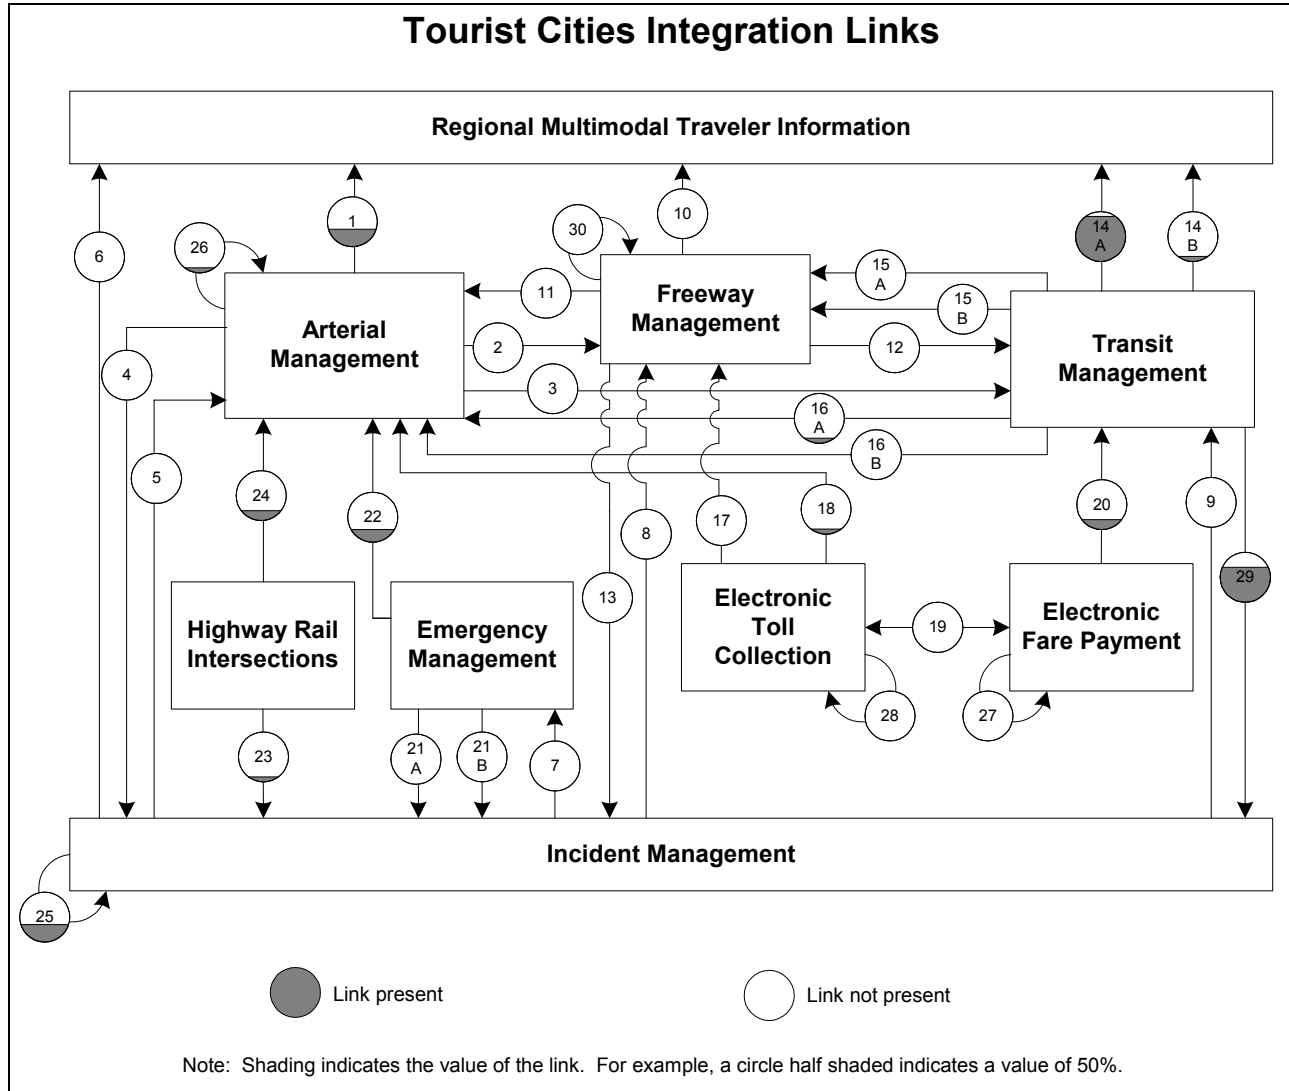 Tourist Cities Integration Links
Regional Multimodal Traveler Information
1
10
14
A
14
B
6
26
30
15
A
11
Freeway
Management
15
B
Arterial
Management
2
12
Transit
Management
4
3
16
A
16
B
5
24
22
18
20
9
17
8
29
13
Highway Rail
Intersections
Emergency
Management
Electronic
Toll
Collection
19
Electronic
Fare Payment
28
27
23
21
A
21
B
7
Incident Management
25
Link present
Link not present
Note: Shading indicates the value of the link. For example, a circle half shaded indicates a value of 50%.